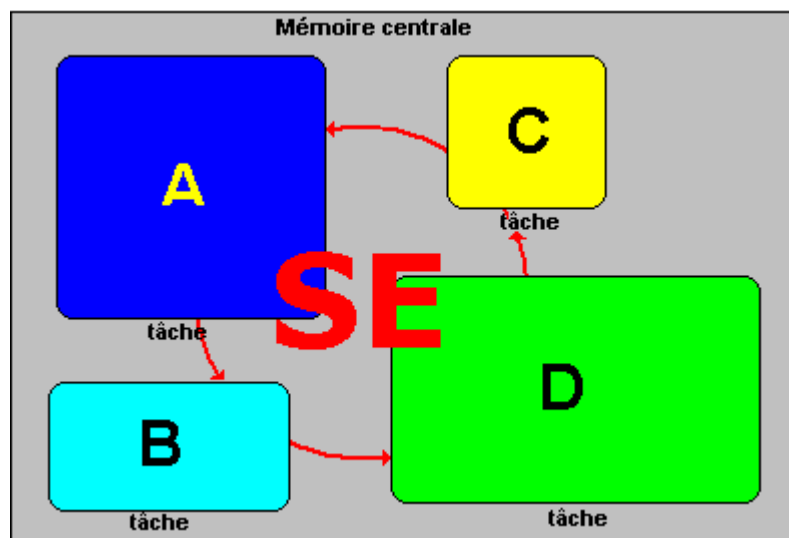 Mémoire centrale
A
C
tâche
SE
tâche
D
B
tâche
tâche